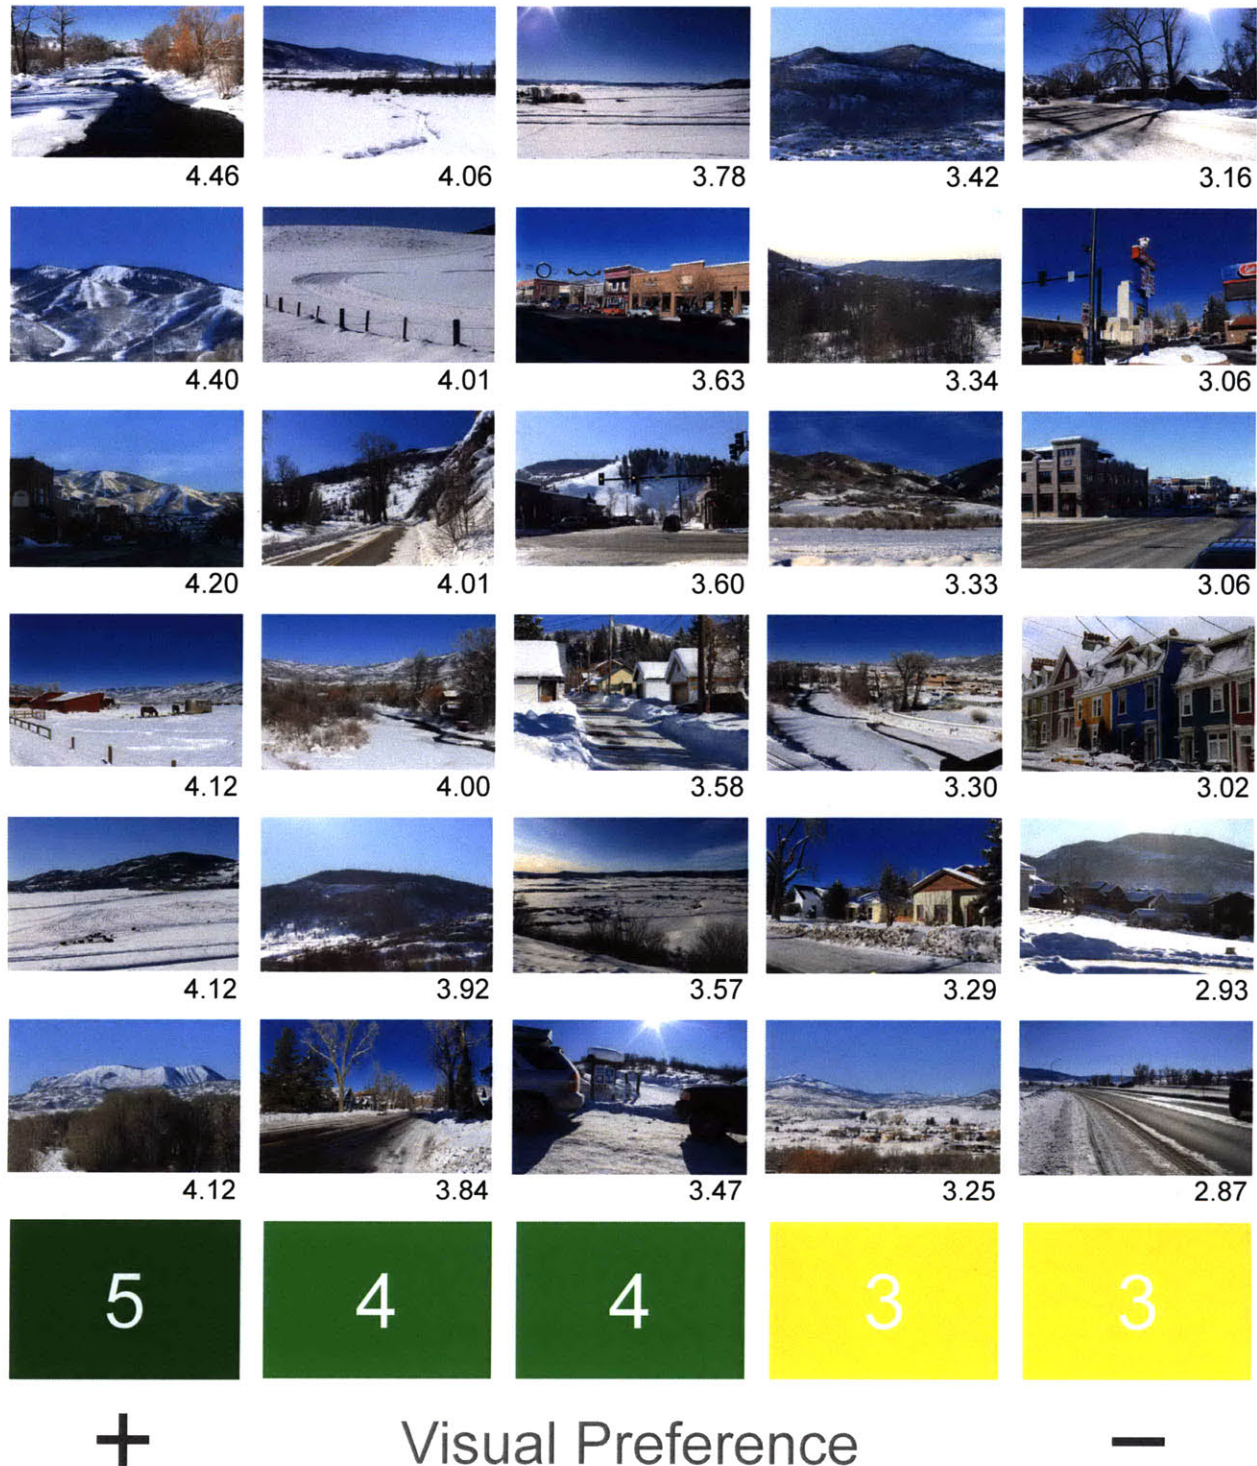 4.46 4.06 3.78 3.42 3.16
4.40 4.01 3.63 3.34 3.06
4.20 4.01 3.60 3.33 3.06
4.12 4.00 3.58 3.30 3.02
4.12 3.92 3.57 3.29 2.93
4.12 3.84 3.47 3.25 2.87
5 4 4 3 3
+ Visual Preference −